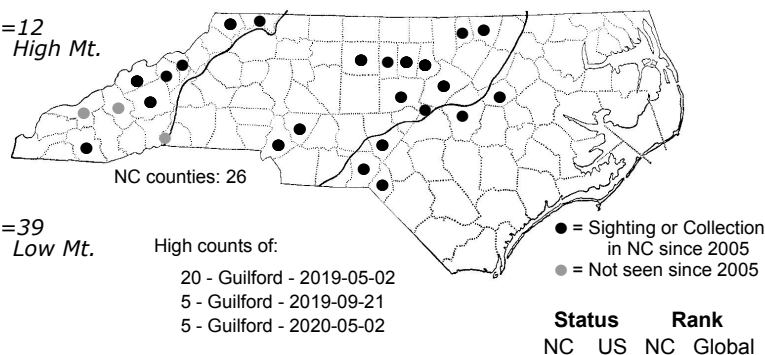 =12
High Mt.
NC counties: 26
=39
Low Mt.
High counts of:
20 - Guilford - 2019-05-02
5 - Guilford - 2019-09-21
5 - Guilford - 2020-05-02
● = Sighting or Collection
in NC since 2005
● = Not seen since 2005
Status Rank
NC US NC Global